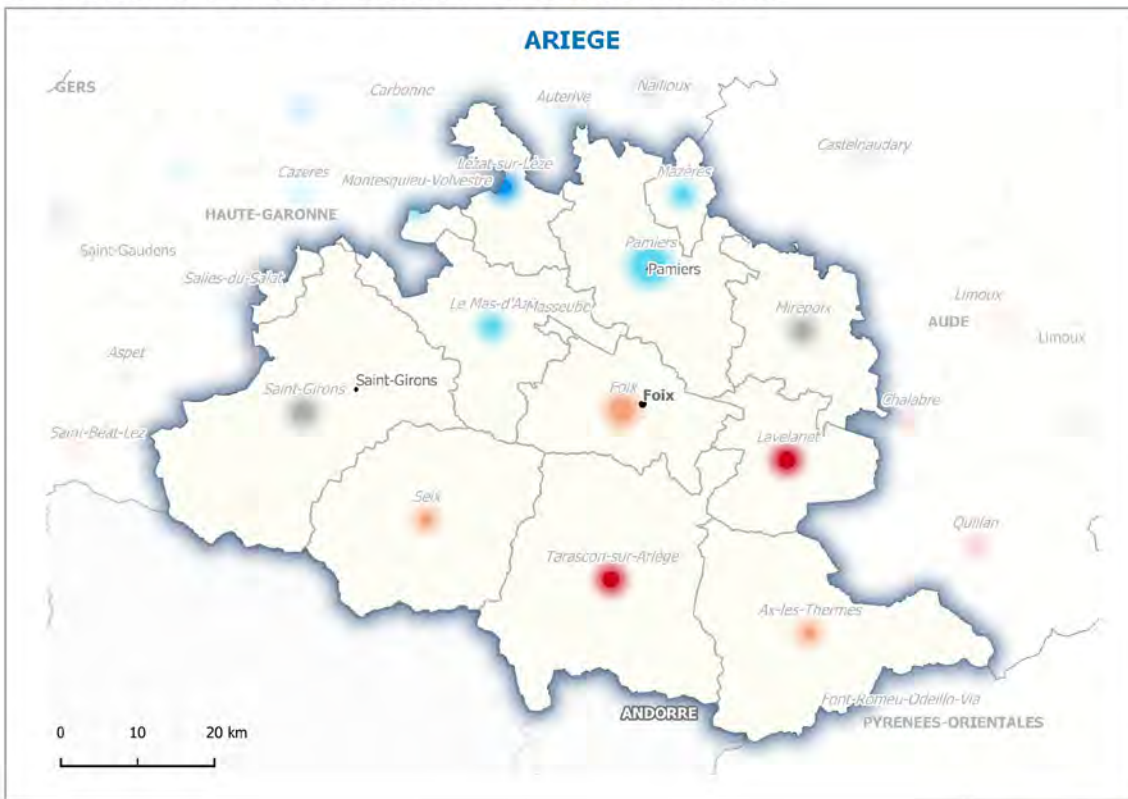 ARIEGE
GERS
Carbonne
Auterive
Nailloux
Castelnaudary
Cazères
Montesquieu-Volvestre
Lézat-sur-Lèze
Mazères
HAUTE-GARONNE
Saint-Gaudens
Salies-du-Salat
Pamiers
Pamiers
Le Mas-d'Az
Masseube
Mirepoix
Limoux
AUDE
Limoux
Aspet
Saint-Girons
Saint-Girons
Foix
Foix
Chalabre
Saint-Béat-Lez
Lavelanet
Seix
Quillan
Tarascon-sur-Ariège
Ax-les-Thermes
Font-Romeu-Odeillo-Via
ANDORRE
PYRENEES-ORIENTALES
0 10 20 km